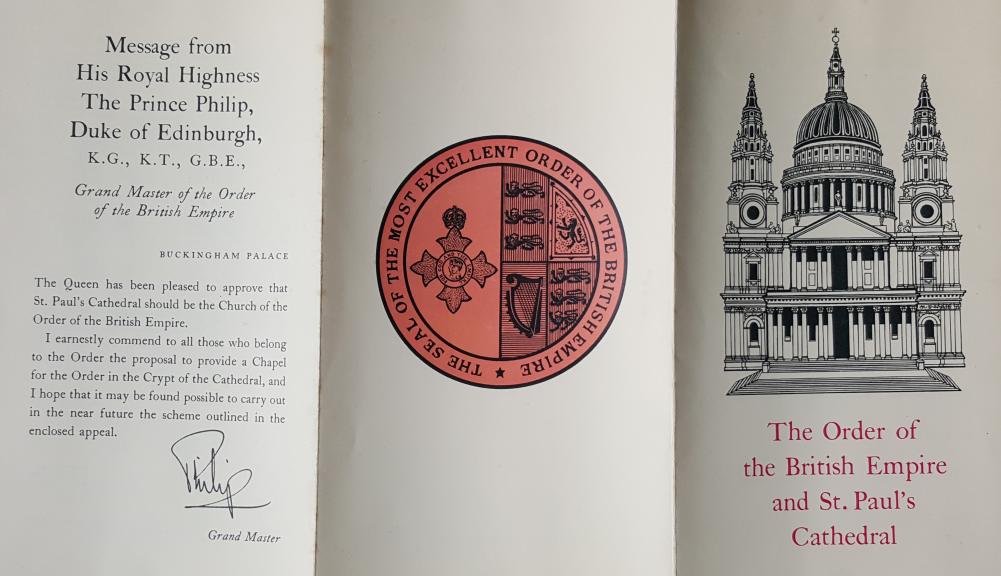 Message from
His Royal Highness
The Prince Philip,
Duke of Edinburgh,
K.G., K.T., G.B.E.,
Grand Master of the Order
of the British Empire
BUCKINGHAM PALACE
The Queen has been pleased to approve that
St. Paul's Cathedral should be the Church of the
Order of the British Empire.
I earnestly commend to all those who belong
to the Order the proposal to provide a Chapel
for the Order in the Crypt of the Cathedral, and
I hope that it may be found possible to carry out
in the near future the scheme outlined in the
enclosed appeal.
Philip
Grand Master
THE SEAL OF THE MOST EXCELLENT ORDER OF THE BRITISH EMPIRE
The Order of
the British Empire
and St. Paul's
Cathedral